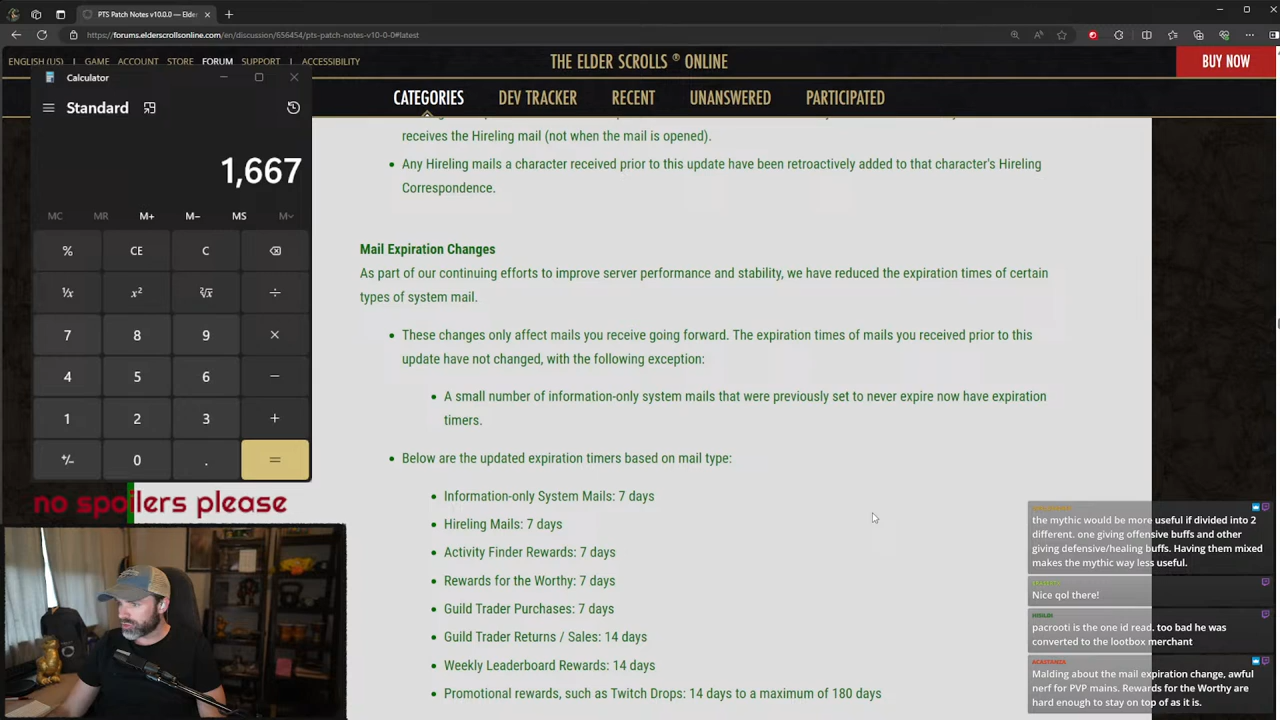 PTS Patch Notes v10.0.0 — Elder
https://forums.elderscrollsonline.com/en/discussion/656454/pts-patch-notes-v10-0-0#latest
ENGLISH (US) | GAME ACCOUNT STORE FORUM SUPPORT | ACCESSIBILITY
THE ELDER SCROLLS ® ONLINE
BUY NOW
CATEGORIES DEV TRACKER RECENT UNANSWERED PARTICIPATED
Calculator
Standard
1,667
MC MR M+ M− MS M˅
% CE C
¹/x x² ²√x ÷
7 8 9 ×
4 5 6 −
1 2 3 +
+/− 0 . =
no spoilers please
receives the Hireling mail (not when the mail is opened).
• Any Hireling mails a character received prior to this update have been retroactively added to that character's Hireling
Correspondence.
Mail Expiration Changes
As part of our continuing efforts to improve server performance and stability, we have reduced the expiration times of certain
types of system mail.
• These changes only affect mails you receive going forward. The expiration times of mails you received prior to this
update have not changed, with the following exception:
• A small number of information-only system mails that were previously set to never expire now have expiration
timers.
• Below are the updated expiration timers based on mail type:
• Information-only System Mails: 7 days
• Hireling Mails: 7 days
• Activity Finder Rewards: 7 days
• Rewards for the Worthy: 7 days
• Guild Trader Purchases: 7 days
• Guild Trader Returns / Sales: 14 days
• Weekly Leaderboard Rewards: 14 days
• Promotional rewards, such as Twitch Drops: 14 days to a maximum of 180 days
the mythic would be more useful if divided into 2
different. one giving offensive buffs and other
giving defensive/healing buffs. Having them mixed
makes the mythic way less useful.
Nice qol there!
pacrooti is the one id read. too bad he was
converted to the lootbox merchant
Malding about the mail expiration change, awful
nerf for PVP mains. Rewards for the Worthy are
hard enough to stay on top of as it is.